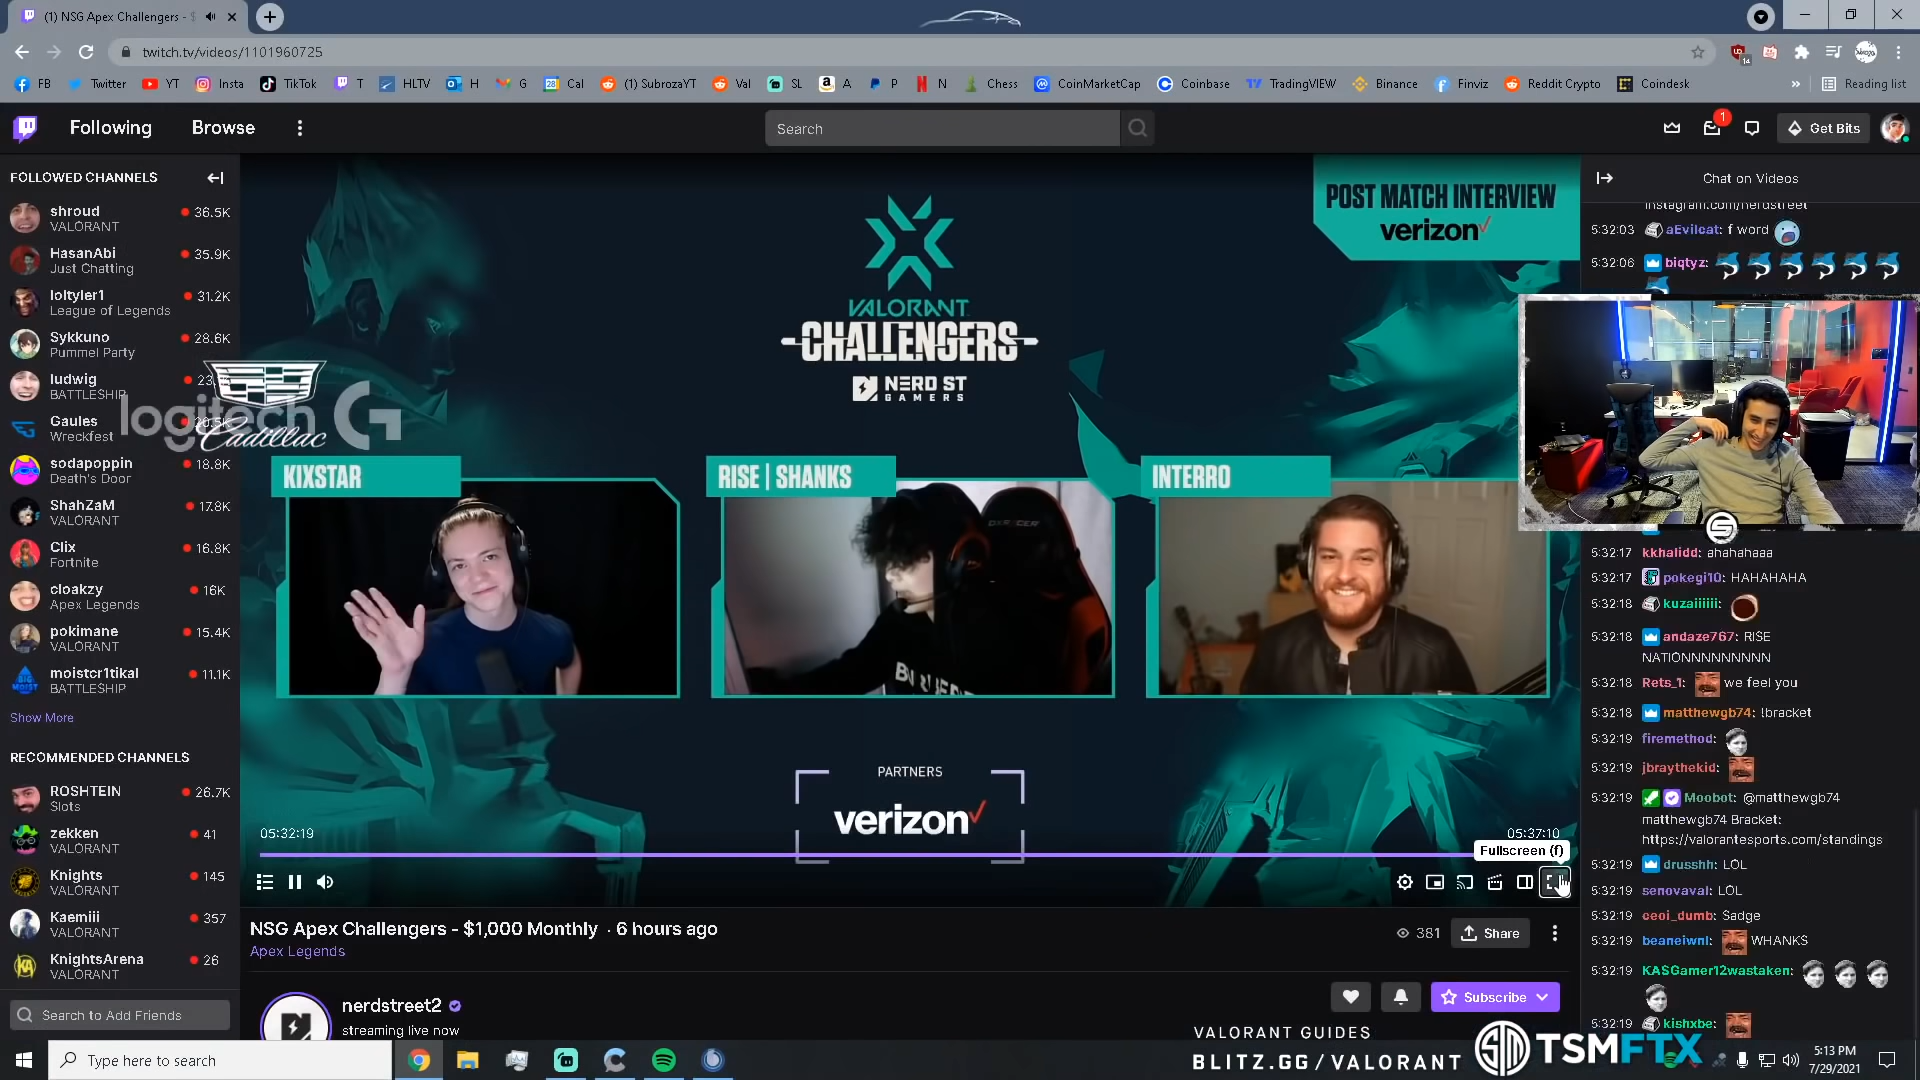 (1) NSG Apex Challengers - $
twitch.tv/videos/1101960725
14
FB
Twitter
YT
Insta
TikTok
T
HLTV
H
G
Cal
(1) SubrozaYT
Val
SL
A
P
N
Chess
CoinMarketCap
Coinbase
TradingVIEW
Binance
Finviz
Reddit Crypto
Coindesk
»
Reading list
Following
Browse
Search
1
Get Bits
FOLLOWED CHANNELS
shroud
36.5K
VALORANT
HasanAbi
35.9K
Just Chatting
loltyler1
31.2K
League of Legends
Sykkuno
28.6K
Pummel Party
ludwig
BATTLESHIP
Gaules
Wreckfest
sodapoppin
18.8K
Death's Door
ShahZaM
17.8K
VALORANT
Clix
16.8K
Fortnite
cloakzy
16K
Apex Legends
pokimane
15.4K
VALORANT
moistcr1tikal
11.1K
BATTLESHIP
Show More
RECOMMENDED CHANNELS
ROSHTEIN
26.7K
Slots
zekken
41
VALORANT
Knights
145
VALORANT
Kaemiii
357
VALORANT
KnightsArena
26
VALORANT
Search to Add Friends
logitech G
Cadillac
POST MATCH INTERVIEW
verizon
VALORANT
CHALLENGERS
NERD ST
GAMERS
KIXSTAR
RISE | SHANKS
INTERRO
DXRACER
PARTNERS
verizon
05:32:19
05:37:10
Fullscreen (f)
NSG Apex Challengers - $1,000 Monthly · 6 hours ago
Apex Legends
381
Share
nerdstreet2
streaming live now
Subscribe
Chat on Videos
instagram.com/nerdstreet
5:32:03 aEvilcat: f word
5:32:06 biqtyz:
5:32:17 kkhalidd: ahahahaaa
5:32:17 pokegi10: HAHAHAHA
5:32:18 kuzaiiiiii:
5:32:18 andaze767: RISE
NATIONNNNNNNNN
5:32:18 Rets_1: we feel you
5:32:18 matthewgb74: !bracket
5:32:19 firemethod:
5:32:19 jbraythekid:
5:32:19 Moobot: @matthewgb74
matthewgb74 Bracket:
https://valorantesports.com/standings
5:32:19 drusshh: LOL
5:32:19 senovaval: LOL
5:32:19 ceoi_dumb: Sadge
5:32:19 beaneiwnl: WHANKS
5:32:19 KASGamer12wastaken:
5:32:19 kishxbe:
VALORANT GUIDES
BLITZ.GG/VALORANT
TSMFTX
Type here to search
5:13 PM
7/29/2021